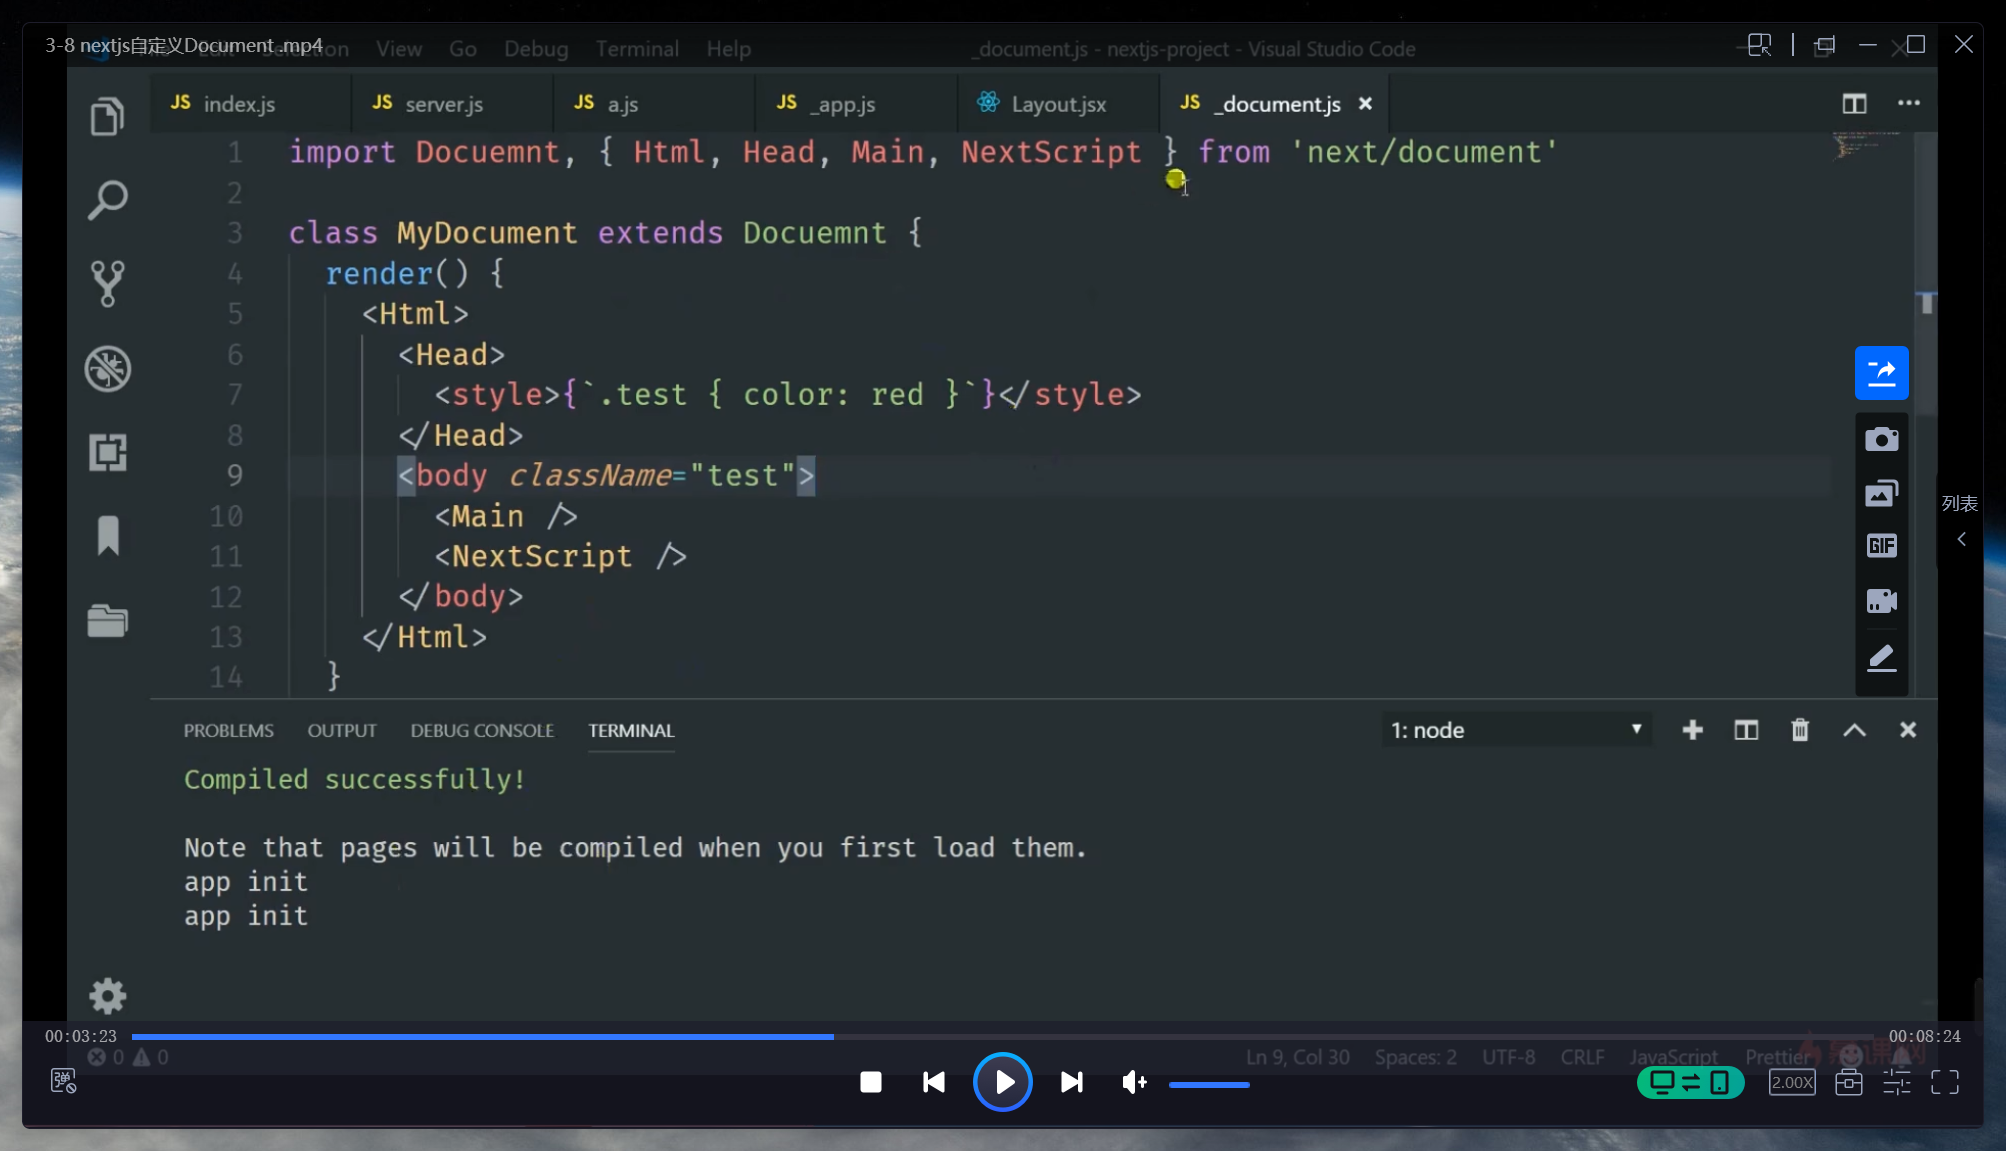 3-8 nextjs自定义Document .mp4
Edit Selection View Go Debug Terminal Help
_document.js - nextjs-project - Visual Studio Code
JS index.js
JS server.js
JS a.js
JS _app.js
Layout.jsx
JS _document.js
1 import Docuemnt, { Html, Head, Main, NextScript } from 'next/document'
2
3 class MyDocument extends Docuemnt {
4 render() {
5 <Html>
6 <Head>
7 <style>{`.test { color: red }`}</style>
8 </Head>
9 <body className="test">
10 <Main />
11 <NextScript />
12 </body>
13 </Html>
14 }
GIF
列表
PROBLEMS OUTPUT DEBUG CONSOLE TERMINAL
1: node
Compiled successfully!
Note that pages will be compiled when you first load them.
app init
app init
00:03:23
00:08:24
0 0
Ln 9, Col 30 Spaces: 2 UTF-8 CRLF JavaScript Prettier
弹
2.00X